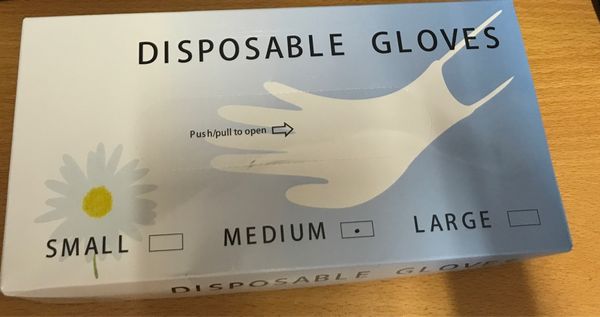 DISPOSABLE GLOVES
Push/pull to open
SMALL MEDIUM LARGE
DISPOSABLE GLOVES